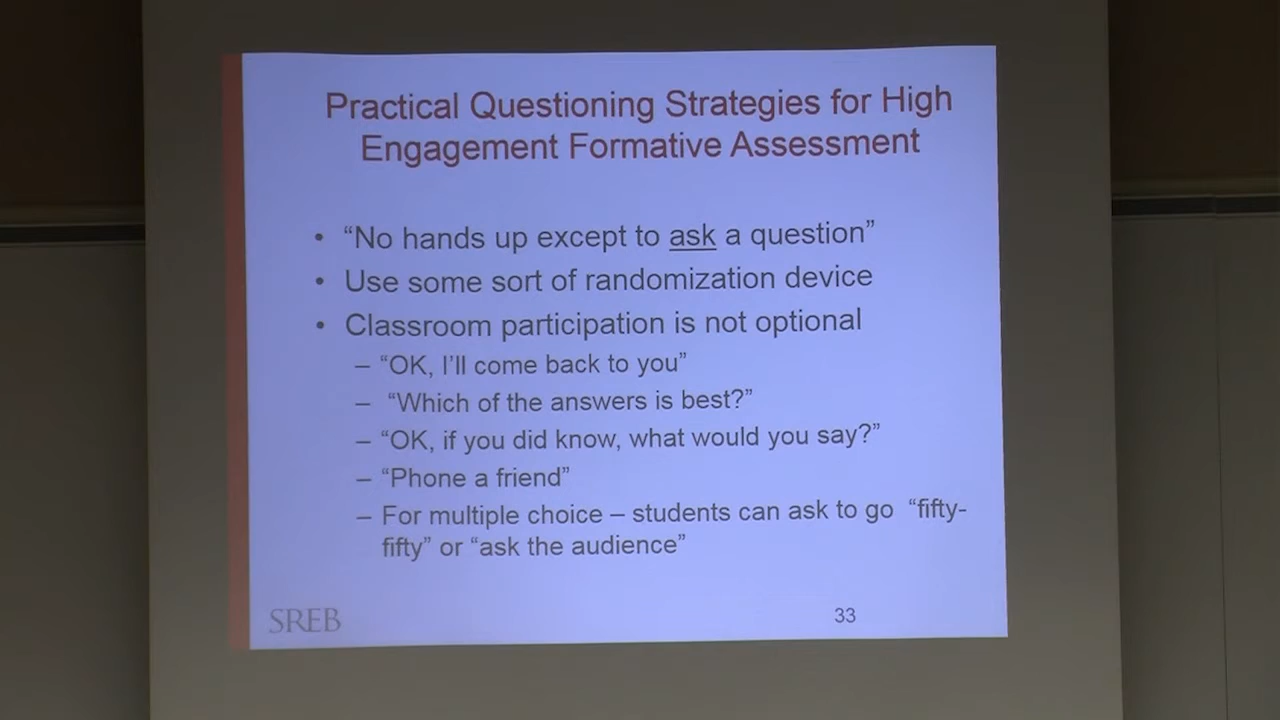 Practical Questioning Strategies for High
Engagement Formative Assessment
• “No hands up except to ask a question”
• Use some sort of randomization device
• Classroom participation is not optional
– “OK, I’ll come back to you”
– “Which of the answers is best?”
– “OK, if you did know, what would you say?”
– “Phone a friend”
– For multiple choice – students can ask to go “fifty-
fifty” or “ask the audience”
SREB
33